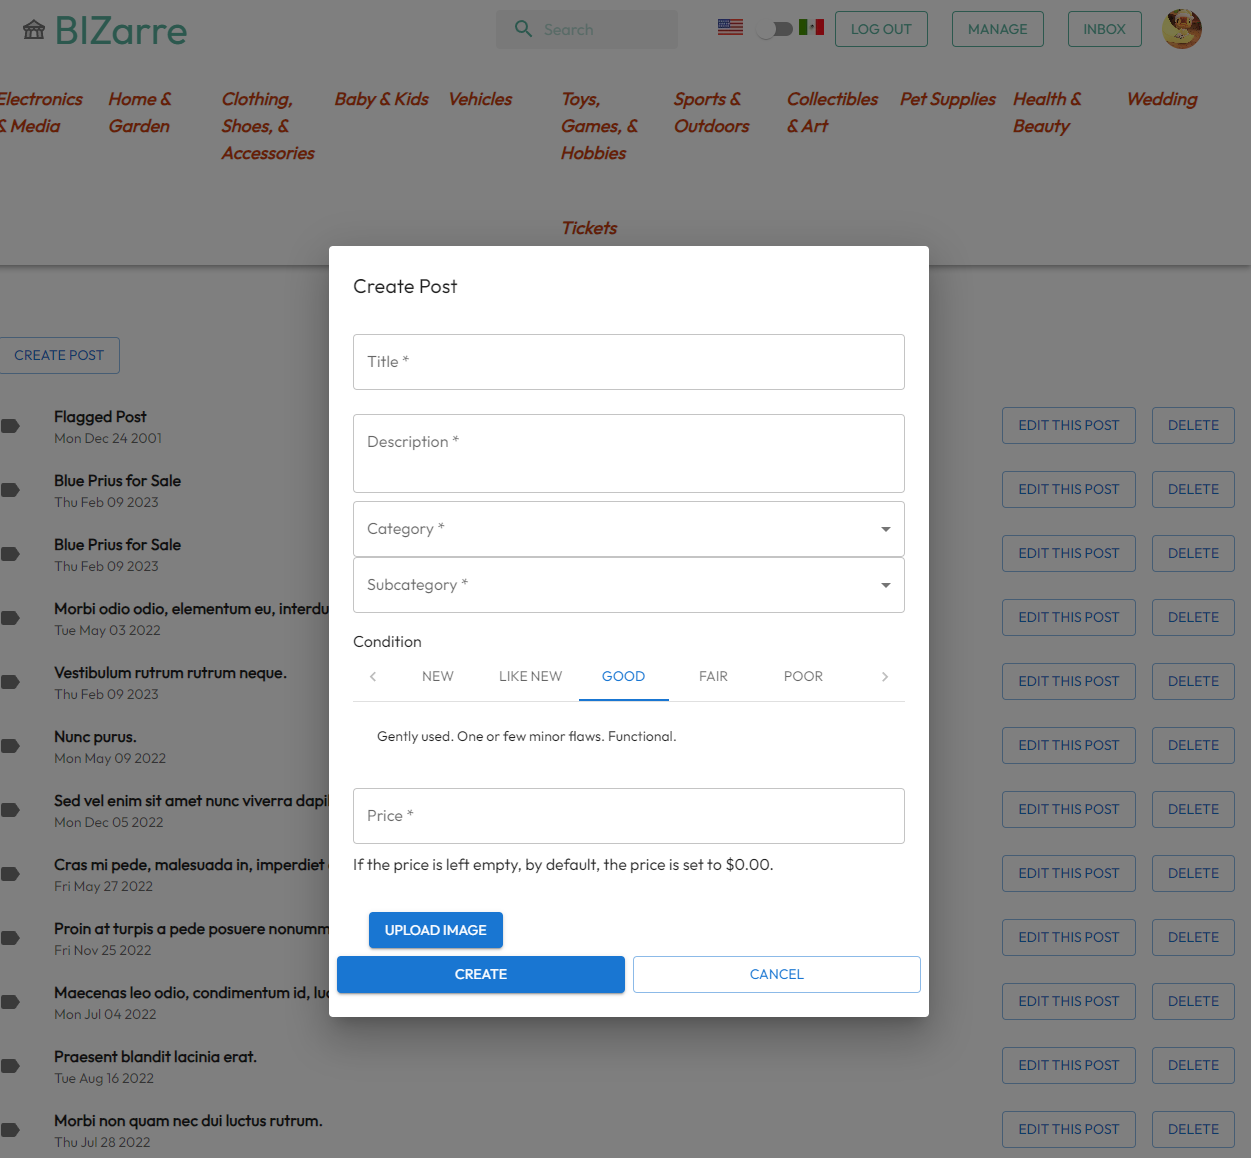 BIZarre
Search
LOG OUT
MANAGE
INBOX
Electronics
& Media
Home &
Garden
Clothing,
Shoes, &
Accessories
Baby & Kids
Vehicles
Toys,
Games, &
Hobbies
Sports &
Outdoors
Collectibles
& Art
Pet Supplies
Health &
Beauty
Wedding
Tickets
Create Post
Title *
Description *
Category *
Subcategory *
Condition
NEW
LIKE NEW
GOOD
FAIR
POOR
Gently used. One or few minor flaws. Functional.
Price *
If the price is left empty, by default, the price is set to $0.00.
UPLOAD IMAGE
CREATE
CANCEL
CREATE POST
Flagged Post
Mon Dec 24 2001
EDIT THIS POST
DELETE
Blue Prius for Sale
Thu Feb 09 2023
EDIT THIS POST
DELETE
Blue Prius for Sale
Thu Feb 09 2023
EDIT THIS POST
DELETE
Morbi odio odio, elementum eu, interdu
Tue May 03 2022
EDIT THIS POST
DELETE
Vestibulum rutrum rutrum neque.
Thu Feb 09 2023
EDIT THIS POST
DELETE
Nunc purus.
Mon May 09 2022
EDIT THIS POST
DELETE
Sed vel enim sit amet nunc viverra dapi
Mon Dec 05 2022
EDIT THIS POST
DELETE
Cras mi pede, malesuada in, imperdiet
Fri May 27 2022
EDIT THIS POST
DELETE
Proin at turpis a pede posuere nonumm
Fri Nov 25 2022
EDIT THIS POST
DELETE
Maecenas leo odio, condimentum id, luc
Mon Jul 04 2022
EDIT THIS POST
DELETE
Praesent blandit lacinia erat.
Tue Aug 16 2022
EDIT THIS POST
DELETE
Morbi non quam nec dui luctus rutrum.
Thu Jul 28 2022
EDIT THIS POST
DELETE